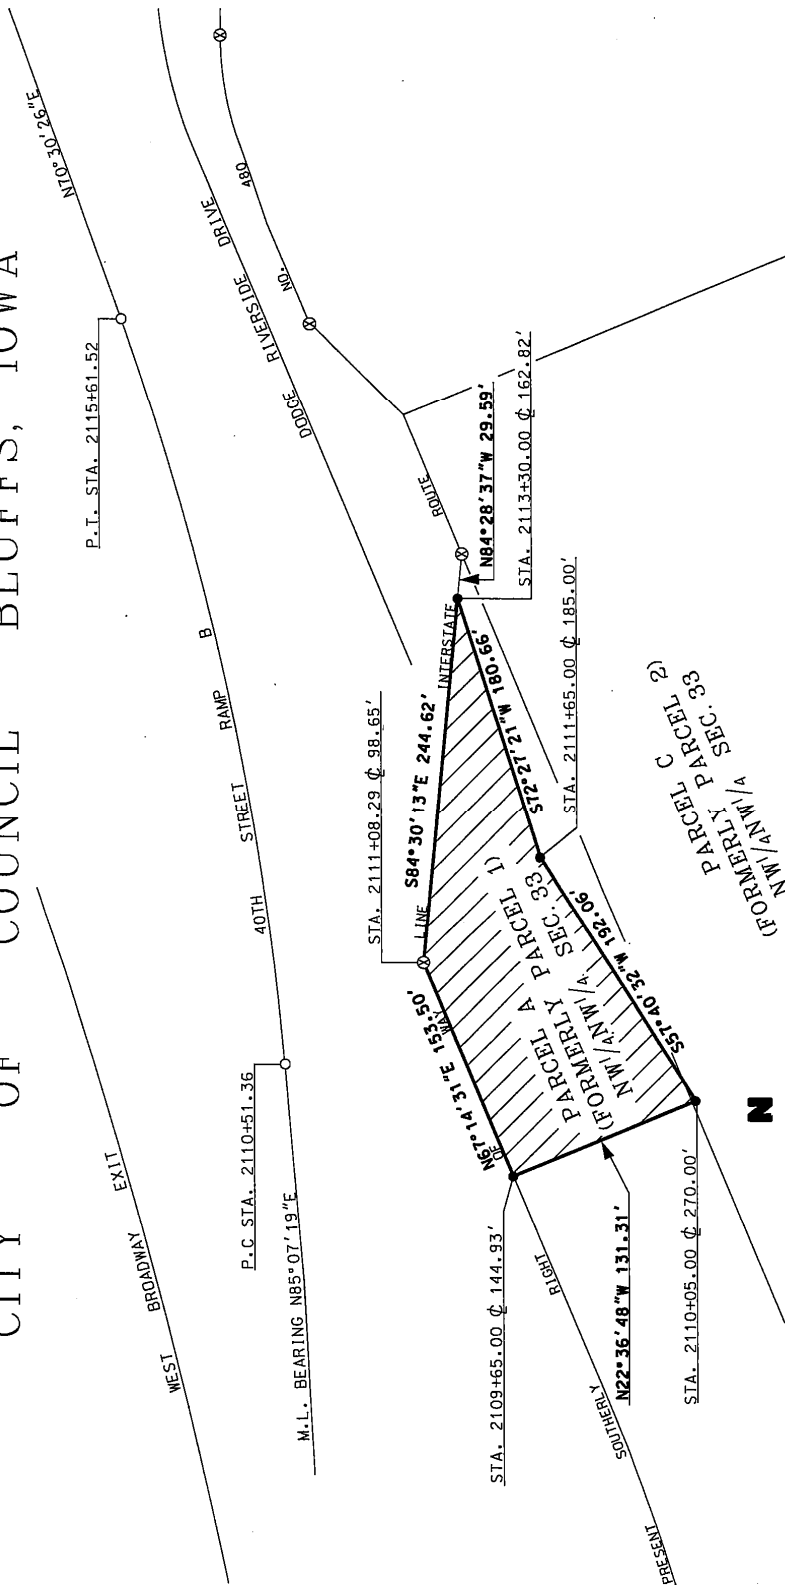 CITY OF COUNCIL BLUFFS, IOWA
N70°30'26"E
P.T. STA. 2115+61.52
WEST BROADWAY EXIT
P.C STA. 2110+51.36
M.L. BEARING N85°07'19"E
40TH STREET RAMP B
DODGE RIVERSIDE DRIVE
STA. 2111+08.29 ℄ 98.65'
PRESENT SOUTHERLY RIGHT OF WAY LINE INTERSTATE ROUTE NO. 480
N67°14'31"E 153.50'
S84°30'13"E 244.62'
N84°28'37"W 29.59'
STA. 2113+30.00 ℄ 162.82'
S72°27'21"W 180.66'
STA. 2111+65.00 ℄ 185.00'
S57°40'32"W 192.06'
STA. 2109+65.00 ℄ 144.93'
N22°36'48"W 131.31'
STA. 2110+05.00 ℄ 270.00'
PARCEL A
(FORMERLY PARCEL 1)
NW1/4NW1/4 SEC. 33
PARCEL C
(FORMERLY PARCEL 2)
NW1/4NW1/4 SEC. 33
N